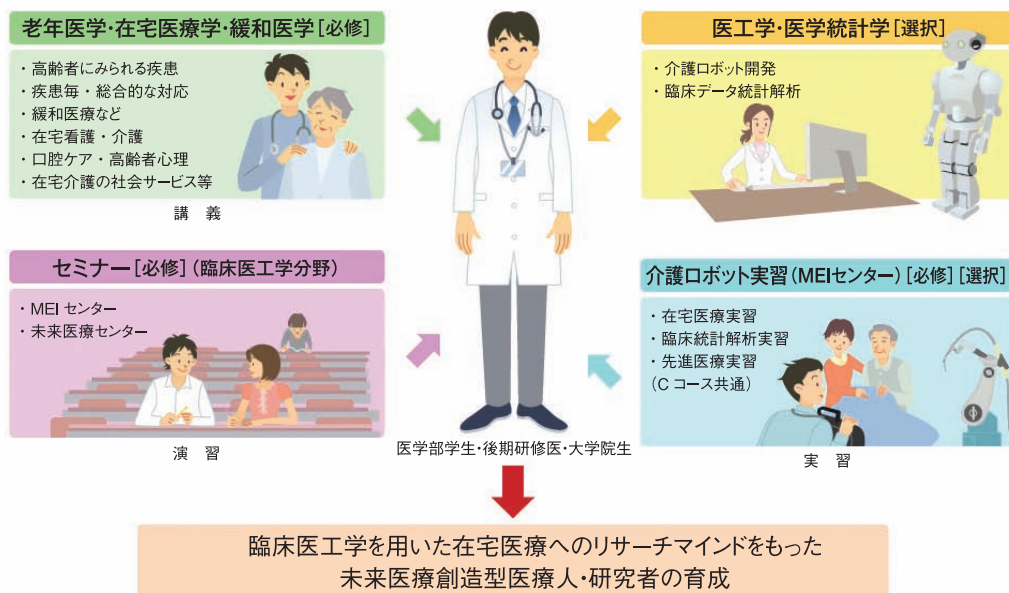 老年医学・在宅医療学・緩和医学[必修]
・高齢者にみられる疾患
・疾患毎・総合的な対応
・緩和医療など
・在宅看護・介護
・口腔ケア・高齢者心理
・在宅介護の社会サービス等
講 義
医工学・医学統計学[選択]
・介護ロボット開発
・臨床データ統計解析
セミナー[必修](臨床医工学分野)
・MEI センター
・未来医療センター
演 習
介護ロボット実習(MEIセンター)[必修][選択]
・在宅医療実習
・臨床統計解析実習
・先進医療実習
(C コース共通)
実 習
医学部学生・後期研修医・大学院生
臨床医工学を用いた在宅医療へのリサーチマインドをもった
未来医療創造型医療人・研究者の育成